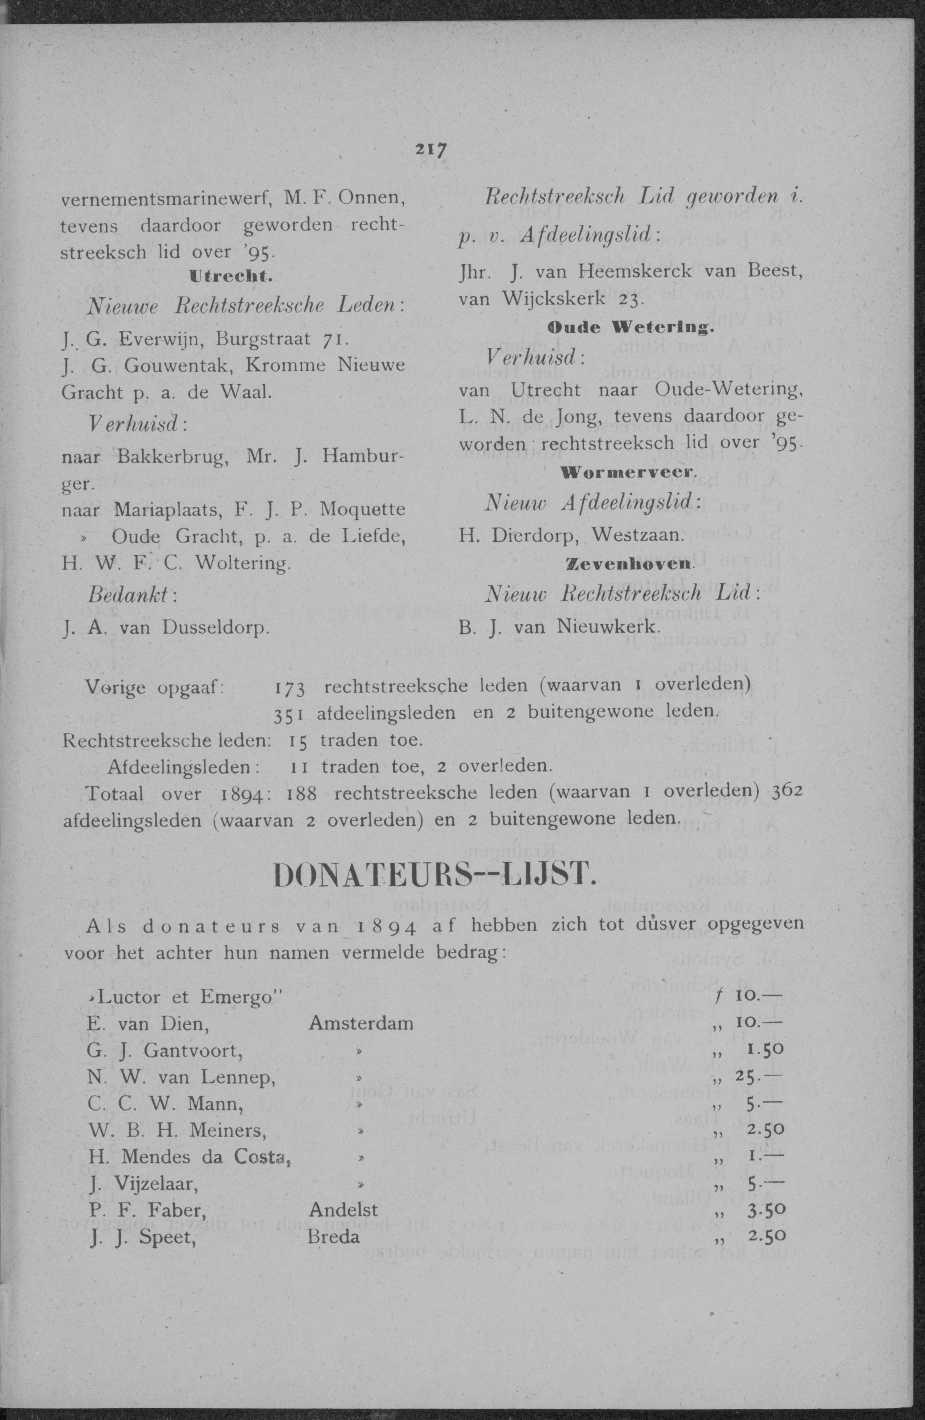 217
vernementsmarinewerf, M. F. Onnen,
tevens daardoor geworden recht-
streeksch lid over '95.
Utrecht.
Nieuwe Rechtstreeksche Leden:
J. G. Everwijn, Burgstraat 71.
J. G. Gouwentak, Kromme Nieuwe
Gracht p. a. de Waal.
Verhuisd:
naar Bakkerbrug, Mr. J. Hambur-
ger.
naar Mariaplaats, F. J. P. Moquette
» Oude Gracht, p. a. de Liefde,
H. W. F. C. Woltering.
Bedankt:
J. A. van Dusseldorp.
Rechtstreeksch Lid geworden i.
p. v. Afdeelingslid:
Jhr. J. van Heemskerck van Beest,
van Wijckskerk 23.
Oude Wetering.
Verhuisd:
van Utrecht naar Oude-Wetering,
L. N. de Jong, tevens daardoor ge-
worden rechtstreeksch lid over '95.
Wormerveer.
Nieuw Afdeelingslid:
H. Dierdorp, Westzaan.
Zevenhoven.
Nieuw Rechtstreeksch Lid:
B. J. van Nieuwkerk.
Vorige opgaaf: 173 rechtstreeksche leden (waarvan 1 overleden)
351 afdeelingsleden en 2 buitengewone leden.
Rechtstreeksche leden: 15 traden toe.
Afdeelingsleden: 11 traden toe, 2 overleden.
Totaal over 1894: 188 rechtstreeksche leden (waarvan 1 overleden) 362
afdeelingsleden (waarvan 2 overleden) en 2 buitengewone leden.
DONATEURS--LIJST.
Als donateurs van 1894 af hebben zich tot dusver opgegeven
voor het achter hun namen vermelde bedrag:
»Luctor et Emergo" f 10.—
E. van Dien, Amsterdam „ 10.—
G. J. Gantvoort, » „ 1.50
N. W. van Lennep, » „ 25.—
C. C. W. Mann, » „ 5.—
W. B. H. Meiners, » „ 2.50
H. Mendes da Costa, » „ 1.—
J. Vijzelaar, » „ 5.—
P. F. Faber, Andelst „ 3.50
J. J. Speet, Breda „ 2.50